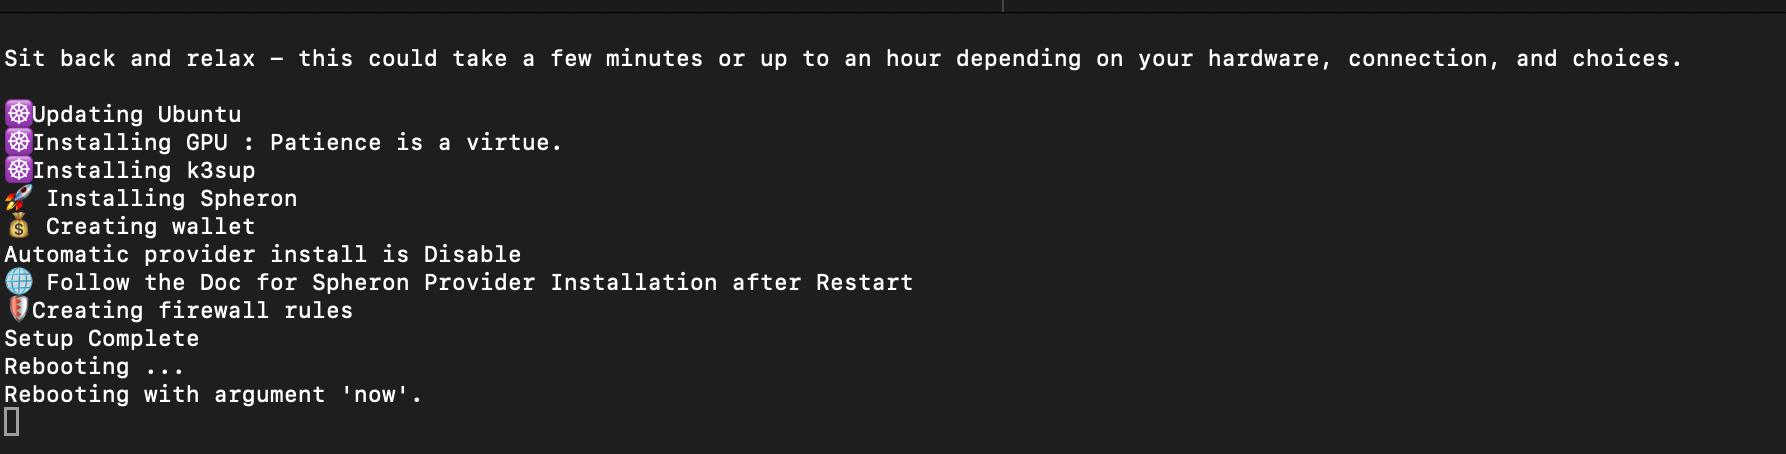 Sit back and relax – this could take a few minutes or up to an hour depending on your hardware, connection, and choices.
☸️Updating Ubuntu
☸️Installing GPU : Patience is a virtue.
☸️Installing k3sup
🚀 Installing Spheron
💰 Creating wallet
Automatic provider install is Disable
🌐 Follow the Doc for Spheron Provider Installation after Restart
🛡️Creating firewall rules
Setup Complete
Rebooting ...
Rebooting with argument 'now'.